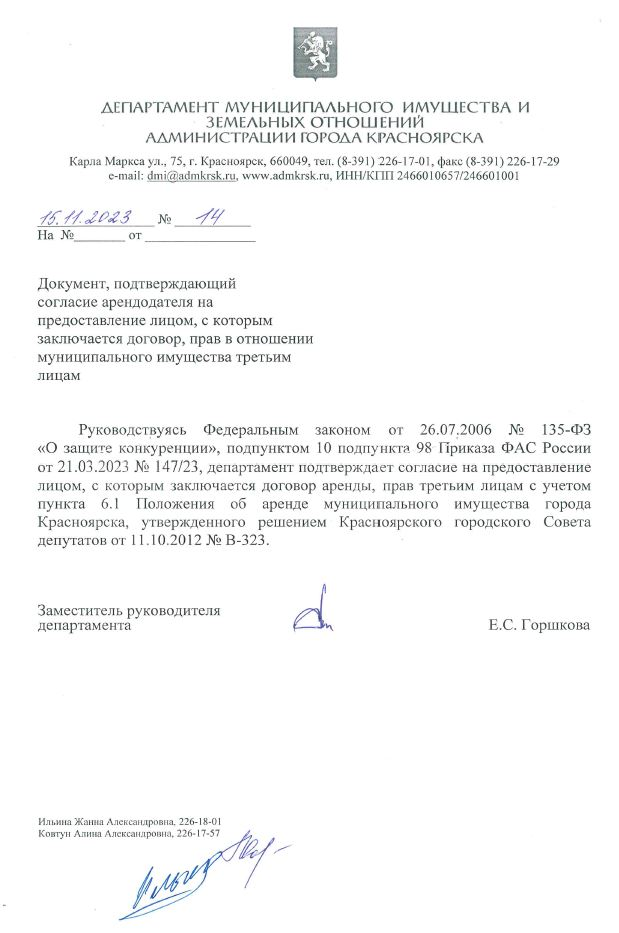 ДЕПАРТАМЕНТ МУНИЦИПАЛЬНОГО ИМУЩЕСТВА И
ЗЕМЕЛЬНЫХ ОТНОШЕНИЙ
АДМИНИСТРАЦИИ ГОРОДА КРАСНОЯРСКА
Карла Маркса ул., 75, г. Красноярск, 660049, тел. (8-391) 226-17-01, факс (8-391) 226-17-29
e-mail: dmi@admkrsk.ru, www.admkrsk.ru, ИНН/КПП 2466010657/246601001
15.11.2023 № 14
На №________ от ________________
Документ, подтверждающий
согласие арендодателя на
предоставление лицом, с которым
заключается договор, прав в отношении
муниципального имущества третьим
лицам
Руководствуясь Федеральным законом от 26.07.2006 № 135-ФЗ
«О защите конкуренции», подпунктом 10 подпункта 98 Приказа ФАС России
от 21.03.2023 № 147/23, департамент подтверждает согласие на предоставление
лицом, с которым заключается договор аренды, прав третьим лицам с учетом
пункта 6.1 Положения об аренде муниципального имущества города
Красноярска, утвержденного решением Красноярского городского Совета
депутатов от 11.10.2012 № В-323.
Заместитель руководителя
департамента Е.С. Горшкова
Ильина Жанна Александровна, 226-18-01
Ковтун Алина Александровна, 226-17-57